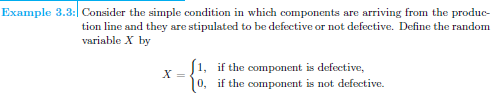 Example 3.3: Consider the simple condition in which components are arriving from the produc-
tion line and they are stipulated to be defective or not defective. Define the random
variable X by
X = { 1, if the component is defective,
0, if the component is not defective.